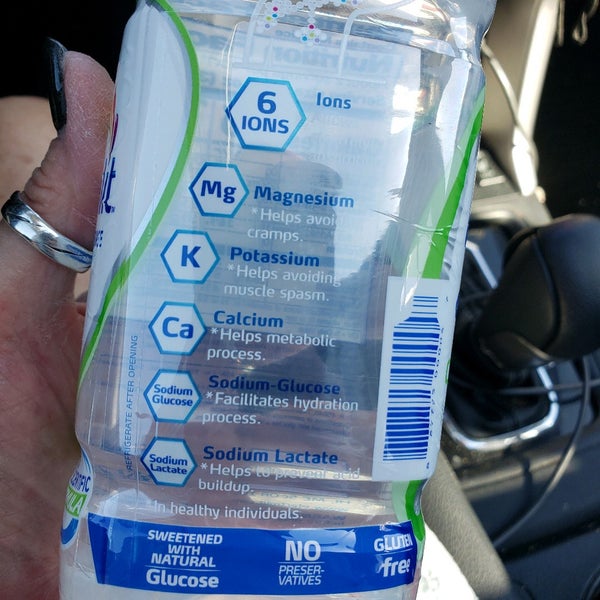 6
IONS
Ions
Mg
Magnesium
*Helps avoid
cramps.
K
Potassium
*Helps avoiding
muscle spasm.
Ca
Calcium
*Helps metabolic
process.
Sodium
Glucose
Sodium-Glucose
*Facilitates hydration
process.
Sodium
Lactate
Sodium Lactate
*Helps to prevent acid
buildup
In healthy individuals.
REFRIGERATE AFTER OPENING
SWEETENED
WITH
NATURAL
Glucose
NO
PRESER-
VATIVES
GLUTEN
free